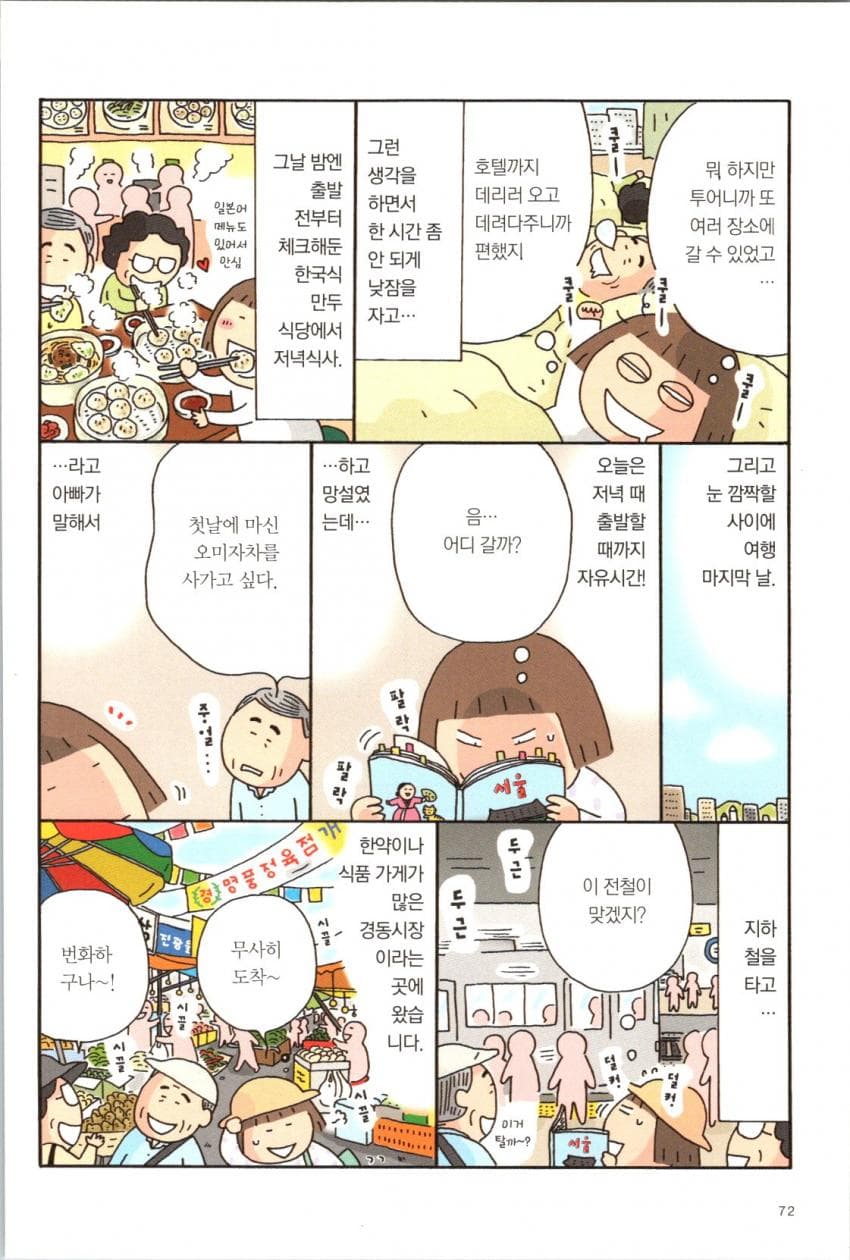 뭐 하지만
투어니까 또
여러 장소에
갈 수 있었고
…
쿨ー
쿨ー
쿨ー
쿨ー
호텔까지
데리러 오고
데려다주니까
편했지.
그런
생각을
하면서
한 시간 좀
안 되게
낮잠을
자고…
그날 밤엔
출발
전부터
체크해둔
한국식
만두
식당에서
저녁식사.
일본어
메뉴도
있어서
안심
그리고
눈 깜짝할
사이에
여행
마지막 날.
오늘은
저녁 때
출발할
때까지
자유시간!
음…
어디 갈까?
…하고
망설였
는데…
팔락
팔락
서울
첫날에 마신
오미자차를
사가고 싶다.
중얼…
…라고
아빠가
말해서
지하
철을
타고
…
이 전철이
맞겠지?
두근
두근
덜컹
덜컹
이거
탈까~?
서울
한약이나
식품 가게가
많은
경동시장
이라는
곳에
왔습
니다.
무사히
도착~
번화하
구나~!
경 명품정육점 개
시끌
시끌
시끌
시끌
ㄱㄱ
72